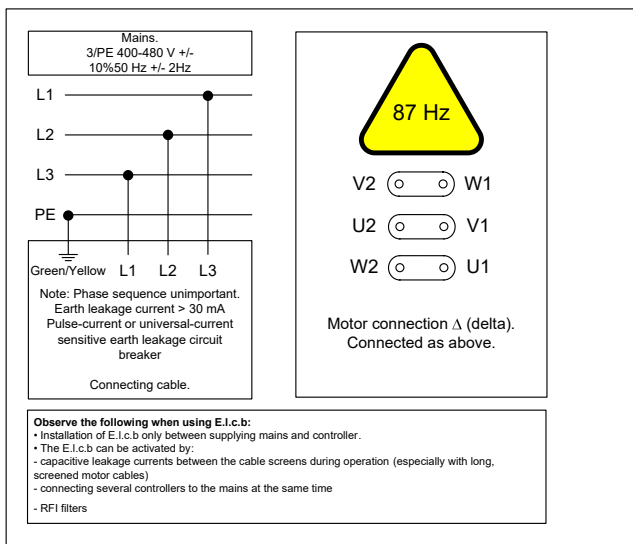 Mains.
3/PE 400-480 V +/-
10%50 Hz +/- 2Hz
L1
L2
L3
PE
Green/Yellow L1 L2 L3
Note: Phase sequence unimportant.
Earth leakage current > 30 mA
Pulse-current or universal-current
sensitive earth leakage circuit
breaker
Connecting cable.
87 Hz
V2 W1
U2 V1
W2 U1
Motor connection Δ (delta).
Connected as above.
Observe the following when using E.l.c.b:
• Installation of E.l.c.b only between supplying mains and controller.
• The E.l.c.b can be activated by:
- capacitive leakage currents between the cable screens during operation (especially with long,
screened motor cables)
- connecting several controllers to the mains at the same time
- RFI filters